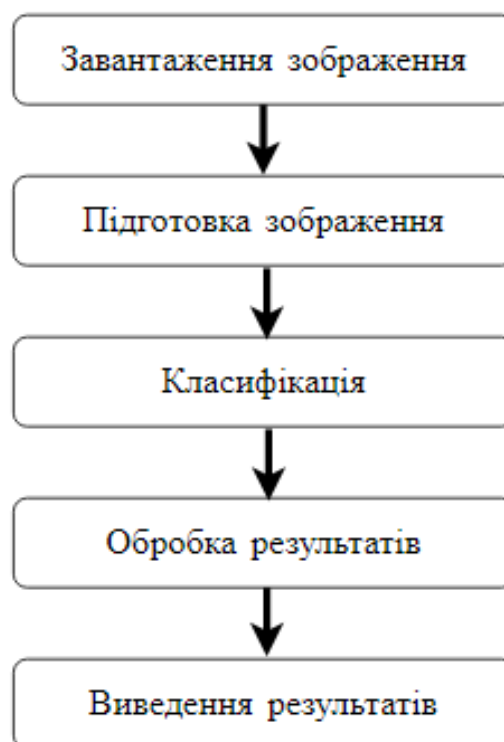 Завантаження зображення
Підготовка зображення
Класифікація
Обробка результатів
Виведення результатів